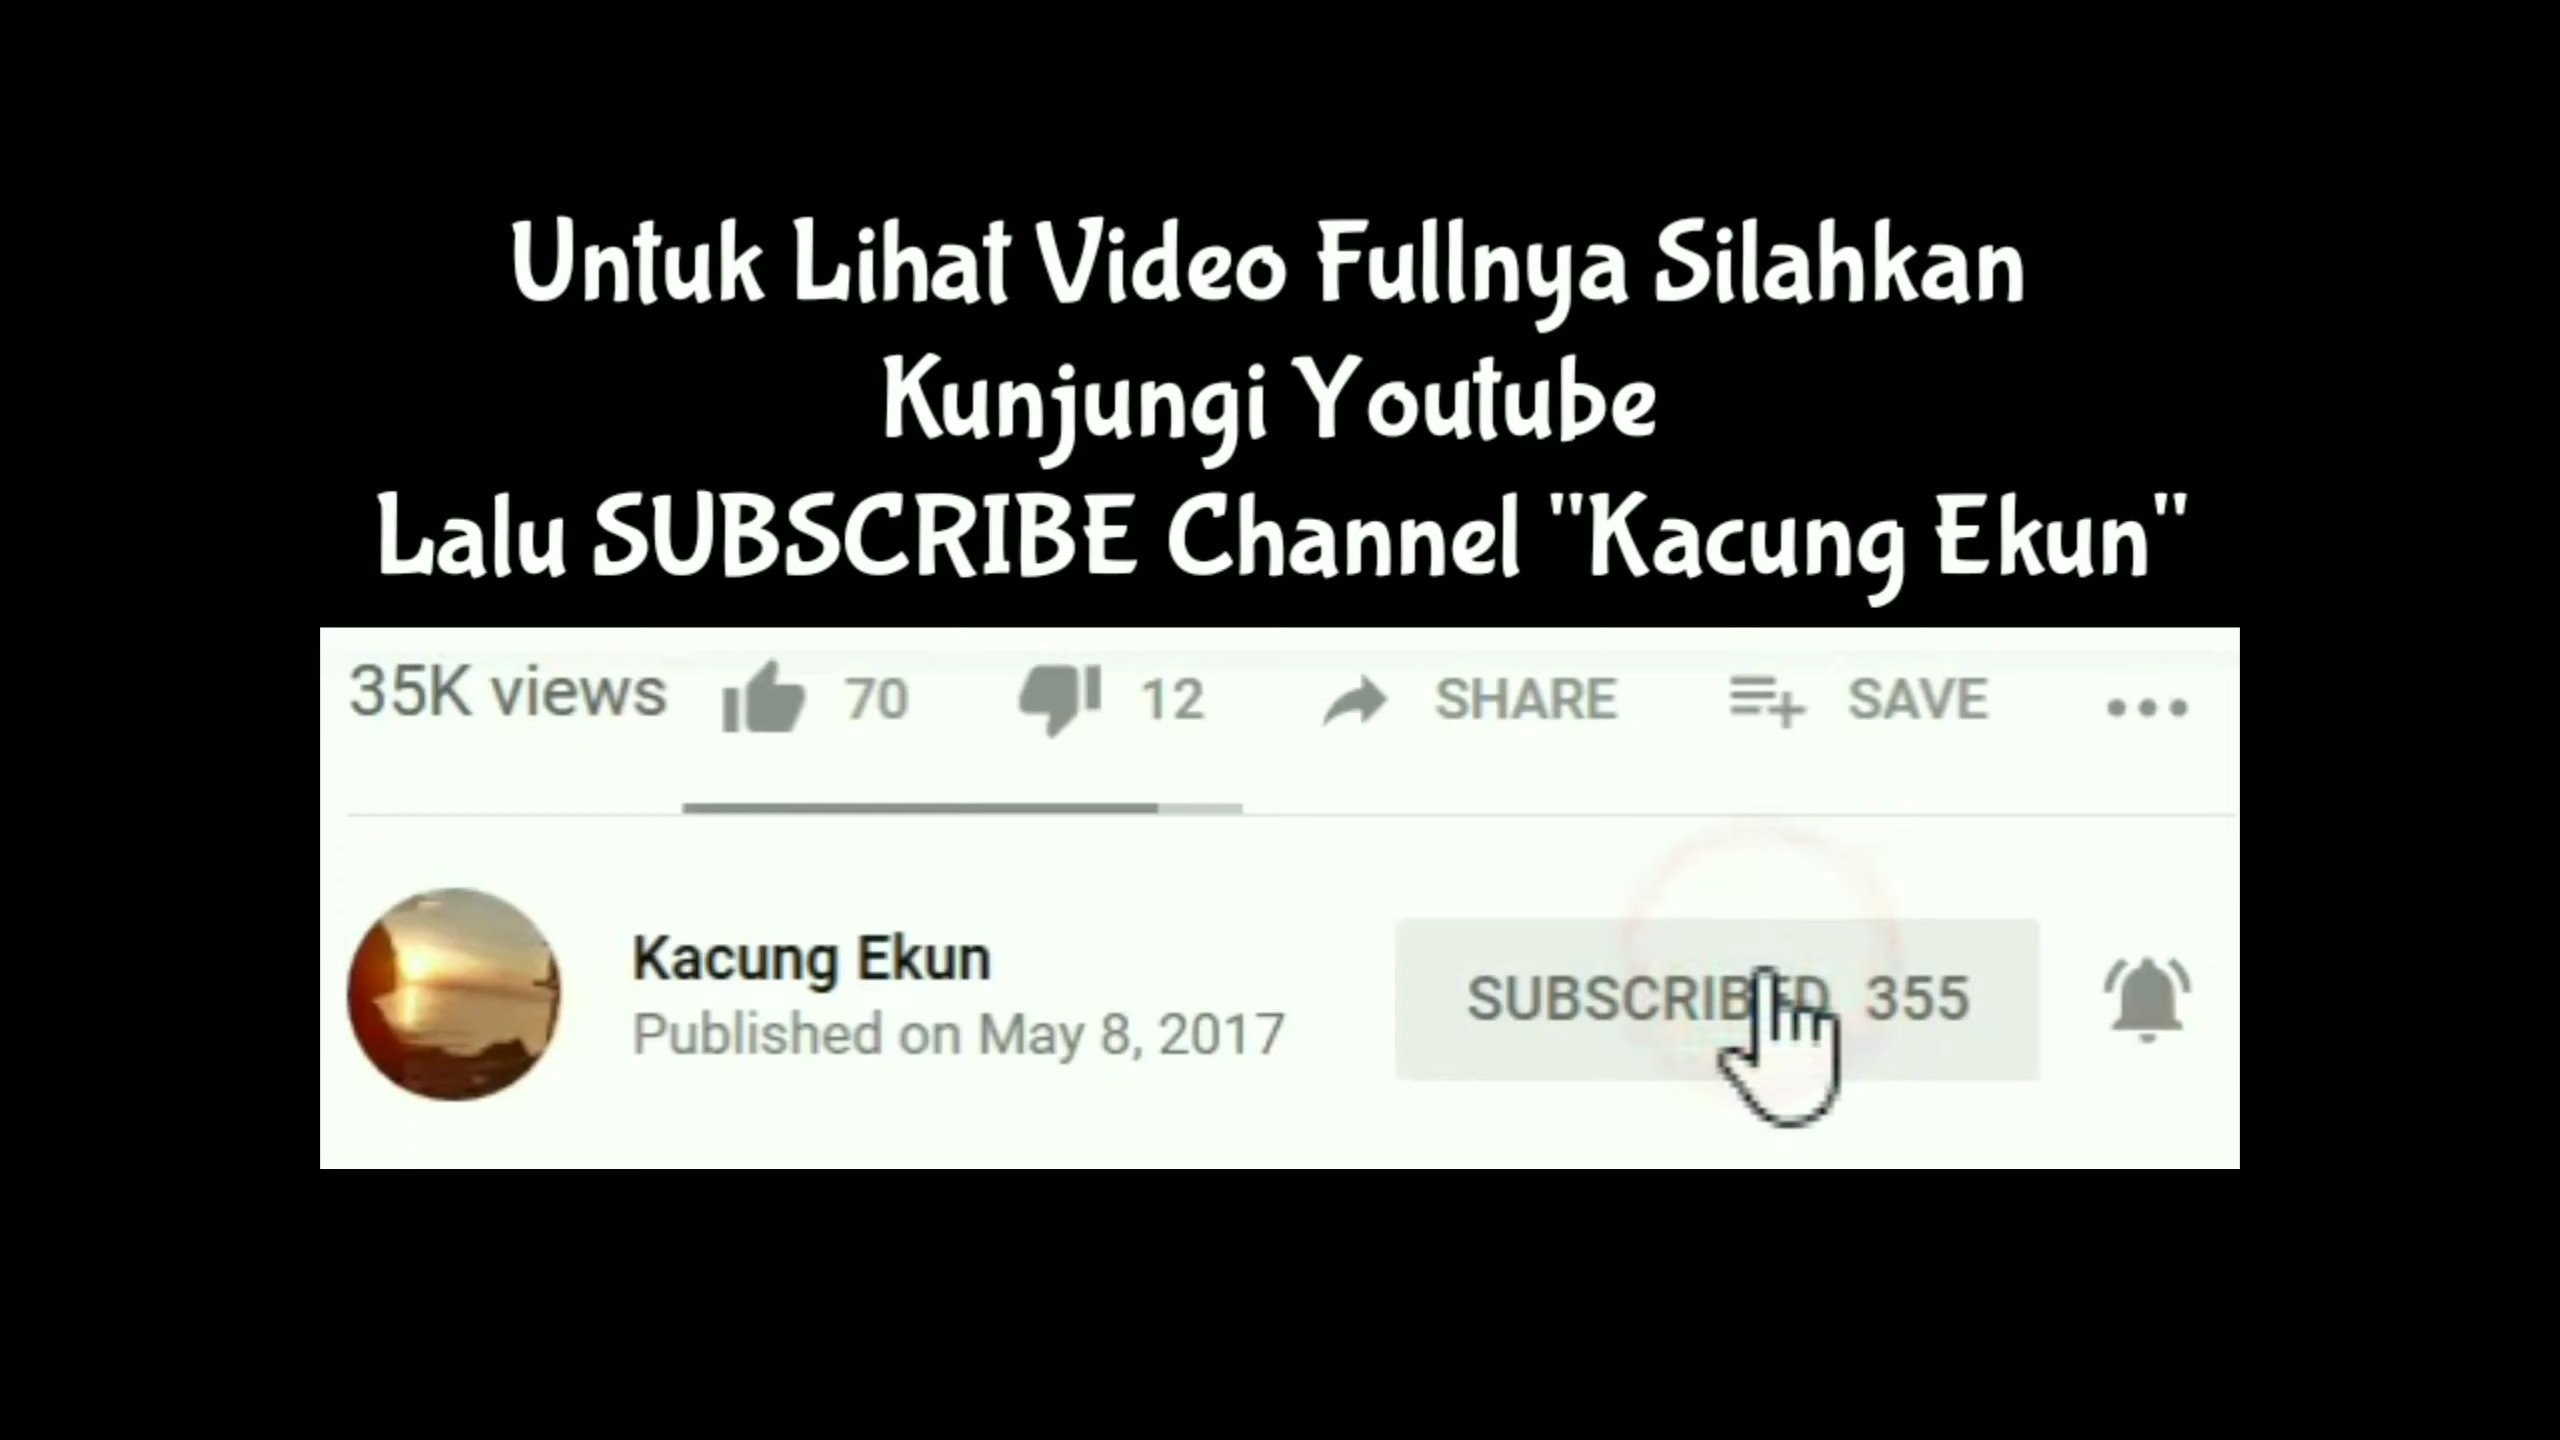 Untuk Lihat Video Fullnya Silahkan
Kunjungi Youtube
Lalu SUBSCRIBE Channel "Kacung Ekun"
35K views 70 12 SHARE SAVE
Kacung Ekun
Published on May 8, 2017
SUBSCRIBED 355